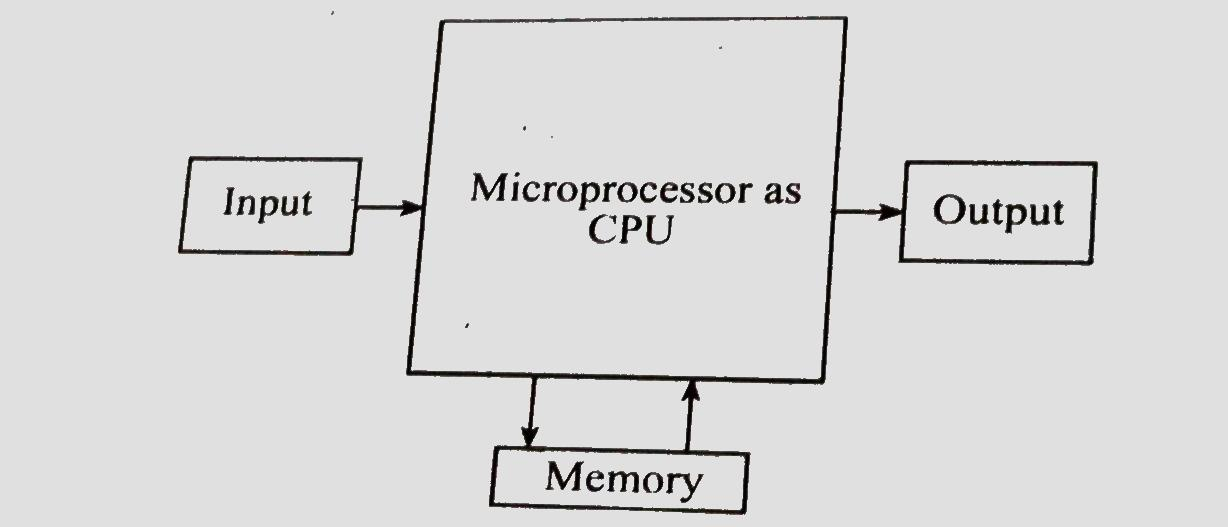 Input
Microprocessor as
CPU
Output
Memory